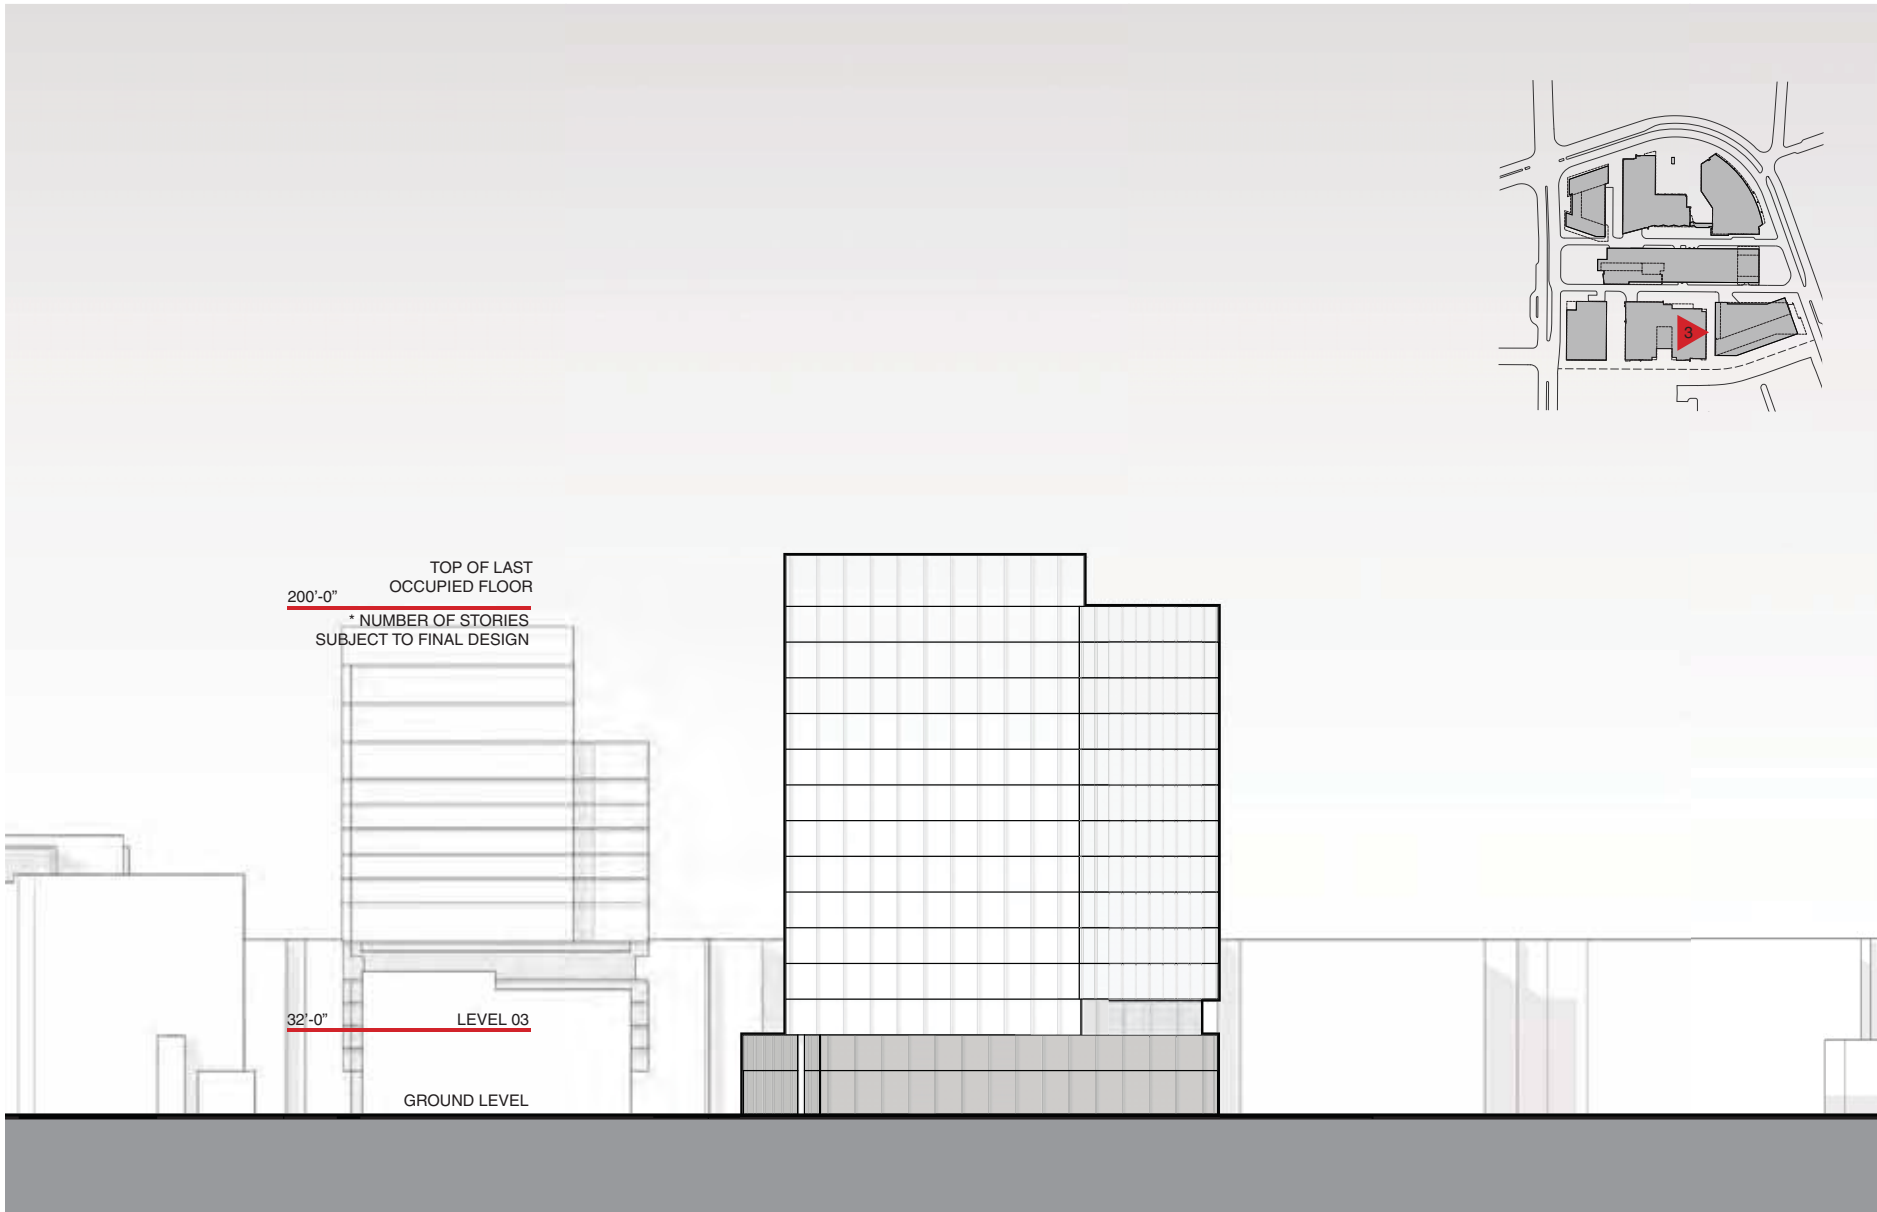 TOP OF LAST
OCCUPIED FLOOR
200’-0”
* NUMBER OF STORIES
SUBJECT TO FINAL DESIGN
32’-0” LEVEL 03
GROUND LEVEL
3